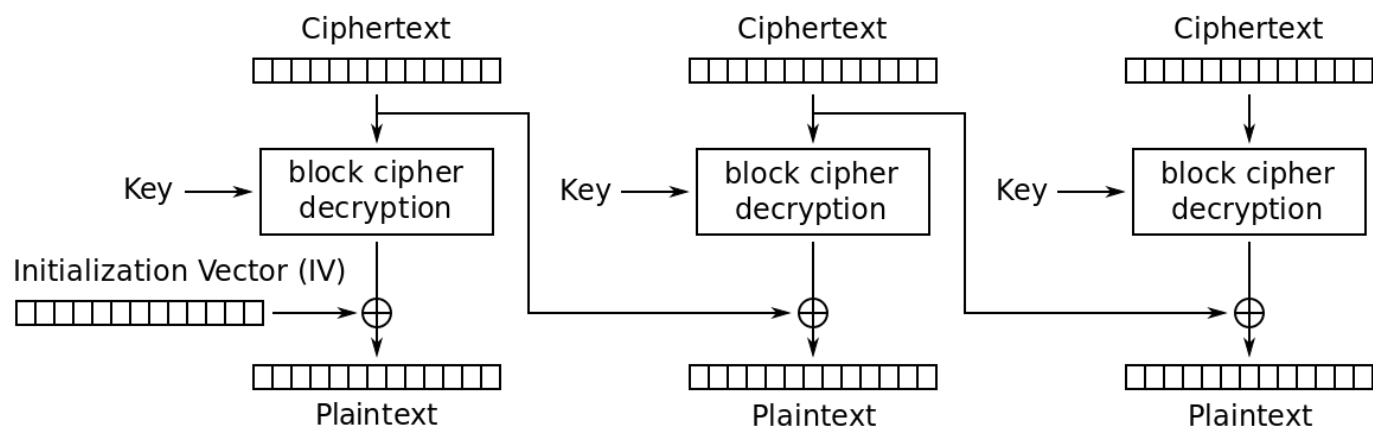 Ciphertext
Ciphertext
Ciphertext
Key
block cipher
decryption
Key
block cipher
decryption
Key
block cipher
decryption
Initialization Vector (IV)
Plaintext
Plaintext
Plaintext